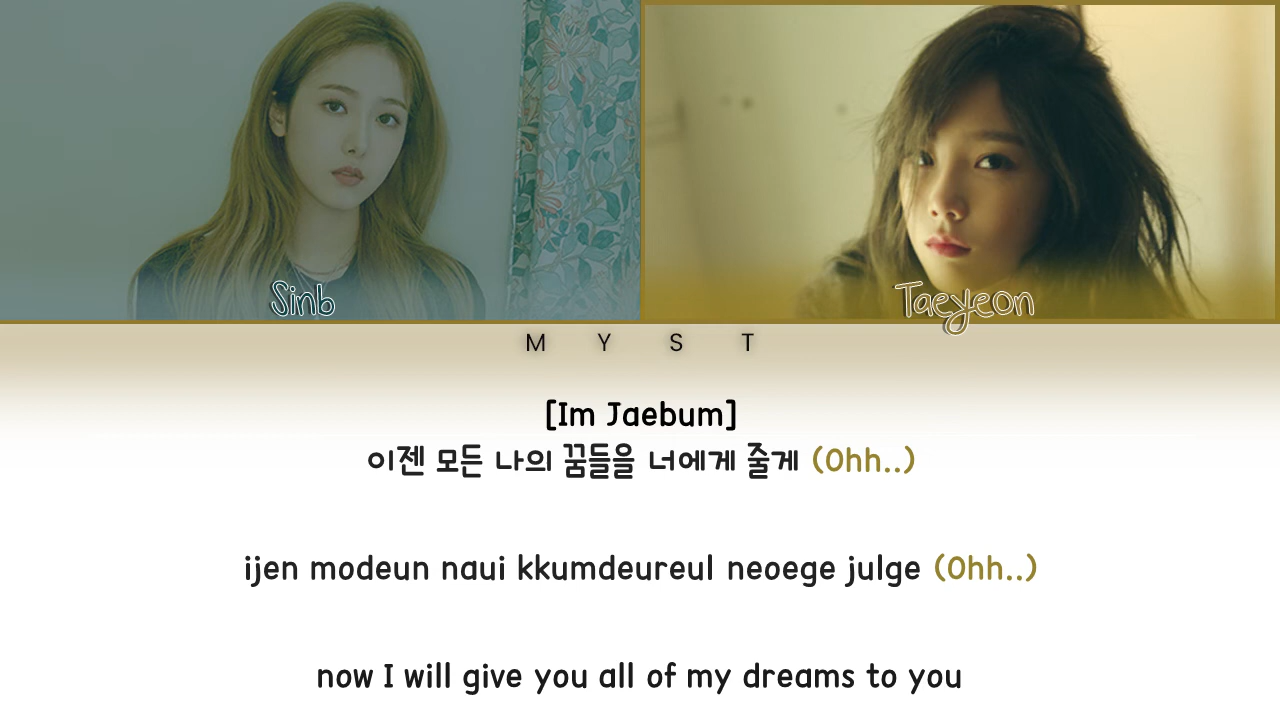 Sinb
Taeyeon
M Y S T
[Im Jaebum]
이젠 모든 나의 꿈들을 너에게 줄게 (Ohh..)
ijen modeun naui kkumdeureul neoege julge (Ohh..)
now I will give you all of my dreams to you